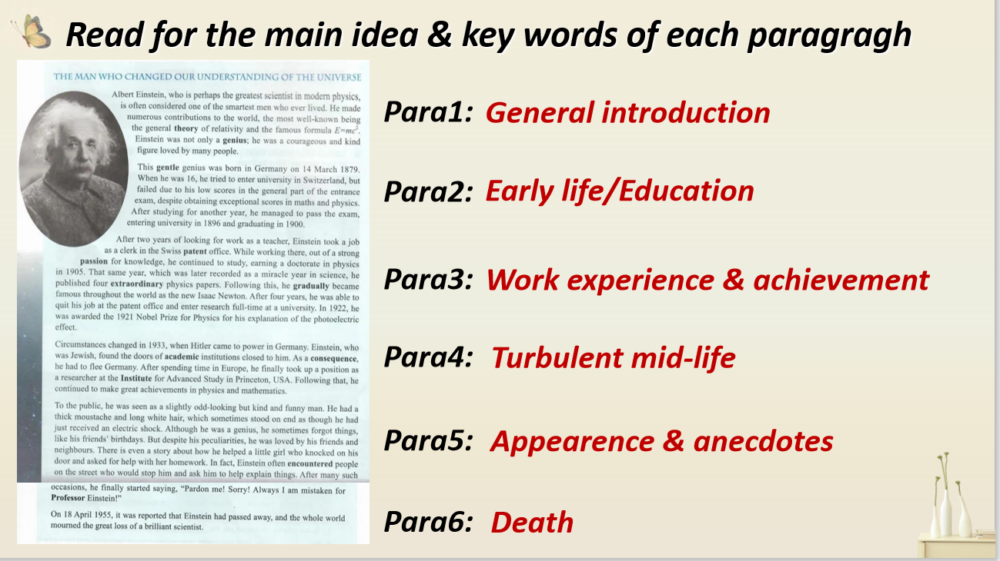 Read for the main idea & key words of each paragragh
THE MAN WHO CHANGED OUR UNDERSTANDING OF THE UNIVERSE
Albert Einstein, who is perhaps the greatest scientist in modern physics,
is often considered one of the smartest men who ever lived. He made
numerous contributions to the world, the most well-known being
the general theory of relativity and the famous formula E=mc².
Einstein was not only a genius; he was a courageous and kind
figure loved by many people.
This gentle genius was born in Germany on 14 March 1879.
When he was 16, he tried to enter university in Switzerland, but
failed due to his low scores in the general part of the entrance
exam, despite obtaining exceptional scores in maths and physics.
After studying for another year, he managed to pass the exam,
entering university in 1896 and graduating in 1900.
After two years of looking for work as a teacher, Einstein took a job
as a clerk in the Swiss patent office. While working there, out of a strong
passion for knowledge, he continued to study, earning a doctorate in physics
in 1905. That same year, which was later recorded as a miracle year in science, he
published four extraordinary physics papers. Following this, he gradually became
famous throughout the world as the new Isaac Newton. After four years, he was able to
quit his job at the patent office and enter research full-time at a university. In 1922, he
was awarded the 1921 Nobel Prize for Physics for his explanation of the photoelectric
effect.
Circumstances changed in 1933, when Hitler came to power in Germany. Einstein, who
was Jewish, found the doors of academic institutions closed to him. As a consequence,
he had to flee Germany. After spending time in Europe, he finally took up a position as
a researcher at the Institute for Advanced Study in Princeton, USA. Following that, he
continued to make great achievements in physics and mathematics.
To the public, he was seen as a slightly odd-looking but kind and funny man. He had a
thick moustache and long white hair, which sometimes stood on end as though he had
just received an electric shock. Although he was a genius, he sometimes forgot things,
like his friends' birthdays. But despite his peculiarities, he was loved by his friends and
neighbours. There is even a story about how he helped a little girl who knocked on his
door and asked for help with her homework. In fact, Einstein often encountered people
on the street who would stop him and ask him to help explain things. After many such
occasions, he finally started saying, "Pardon me! Sorry! Always I am mistaken for
Professor Einstein!"
On 18 April 1955, it was reported that Einstein had passed away, and the whole world
mourned the great loss of a brilliant scientist.
Para1: General introduction
Para2: Early life/Education
Para3: Work experience & achievement
Para4: Turbulent mid-life
Para5: Appearence & anecdotes
Para6: Death